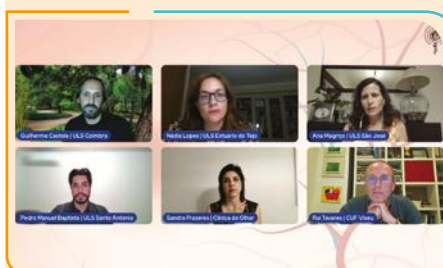 Guilherme Castela | ULS Coimbra
Nádia Lopes | ULS Estuário do Tejo
Ana Magriço | ULS São José
Pedro Manuel Baptista | ULS Santo António
Sandra Prazeres | Clínica do Olhar
Rui Tavares | CUF Viseu